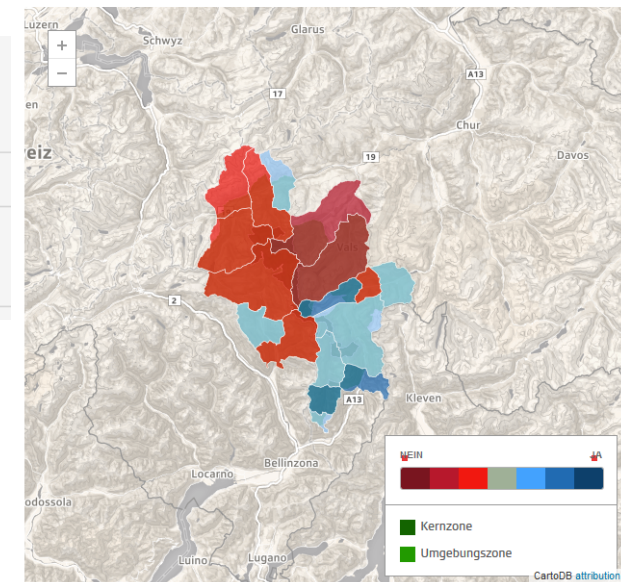 Luzern
Glarus
+
Schwyz
−
A13
17
en
Chur
eiz
19
Davos
Vals
2
A13
Kleven
Bellinzona
NEIN
JA
Locarno
odossola
Kernzone
Umgebungszone
Luino
Lugano
CartoDB attribution